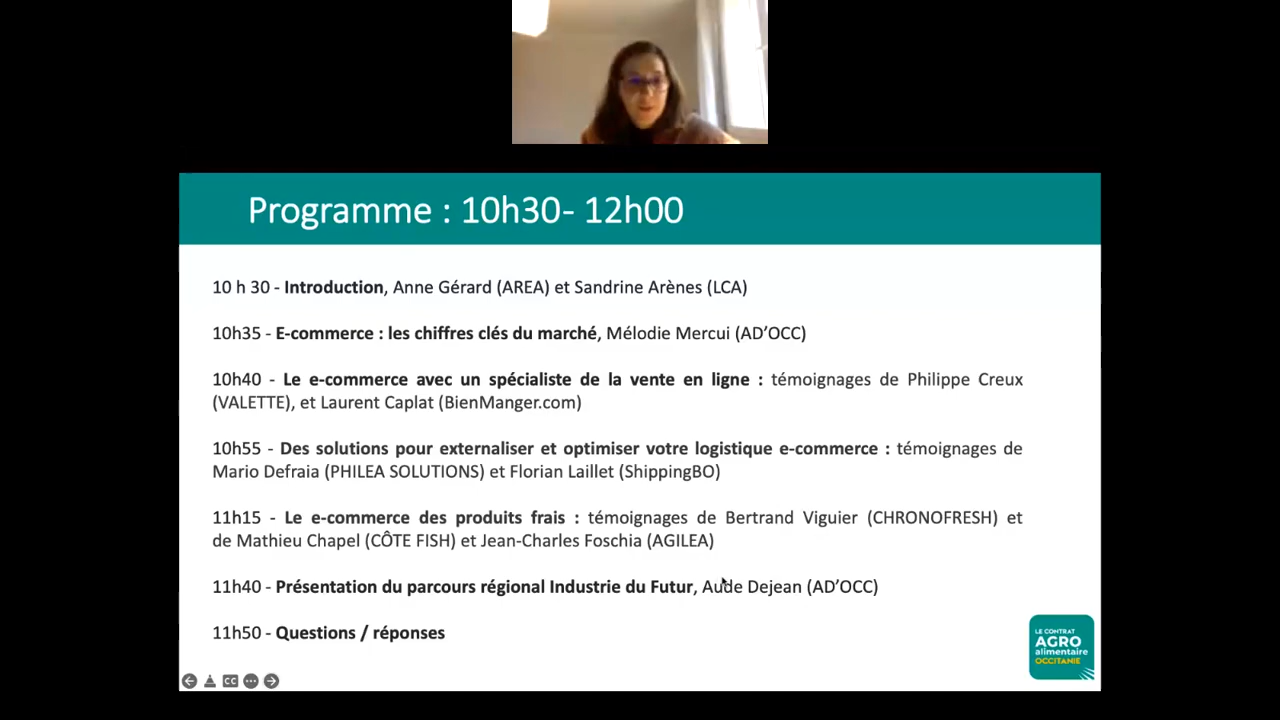 Programme : 10h30- 12h00
10 h 30 - Introduction, Anne Gérard (AREA) et Sandrine Arènes (LCA)
10h35 - E-commerce : les chiffres clés du marché, Mélodie Mercui (AD’OCC)
10h40 - Le e-commerce avec un spécialiste de la vente en ligne : témoignages de Philippe Creux
(VALETTE), et Laurent Caplat (BienManger.com)
10h55 - Des solutions pour externaliser et optimiser votre logistique e-commerce : témoignages de
Mario Defraia (PHILEA SOLUTIONS) et Florian Laillet (ShippingBO)
11h15 - Le e-commerce des produits frais : témoignages de Bertrand Viguier (CHRONOFRESH) et
de Mathieu Chapel (CÔTE FISH) et Jean-Charles Foschia (AGILEA)
11h40 - Présentation du parcours régional Industrie du Futur, Aude Dejean (AD’OCC)
11h50 - Questions / réponses
LE CONTRAT
AGRO
alimentaire
OCCITANIE
CC